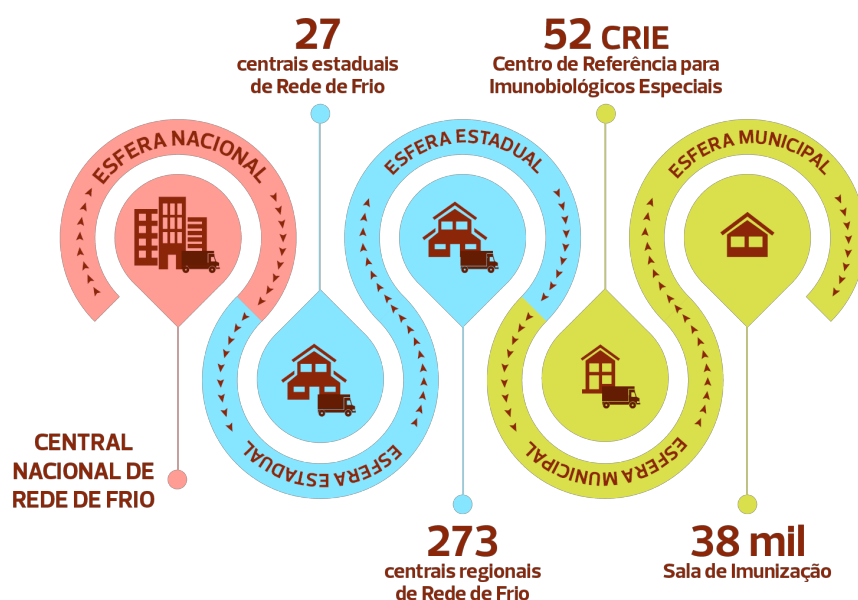 27
centrais estaduais
de Rede de Frio
52 CRIE
Centro de Referência para
Imunobiológicos Especiais
ESFERA NACIONAL
ESFERA ESTADUAL
ESFERA MUNICIPAL
CENTRAL
NACIONAL DE
REDE DE FRIO
ESFERA ESTADUAL
ESFERA MUNICIPAL
273
centrais regionais
de Rede de Frio
38 mil
Sala de Imunização